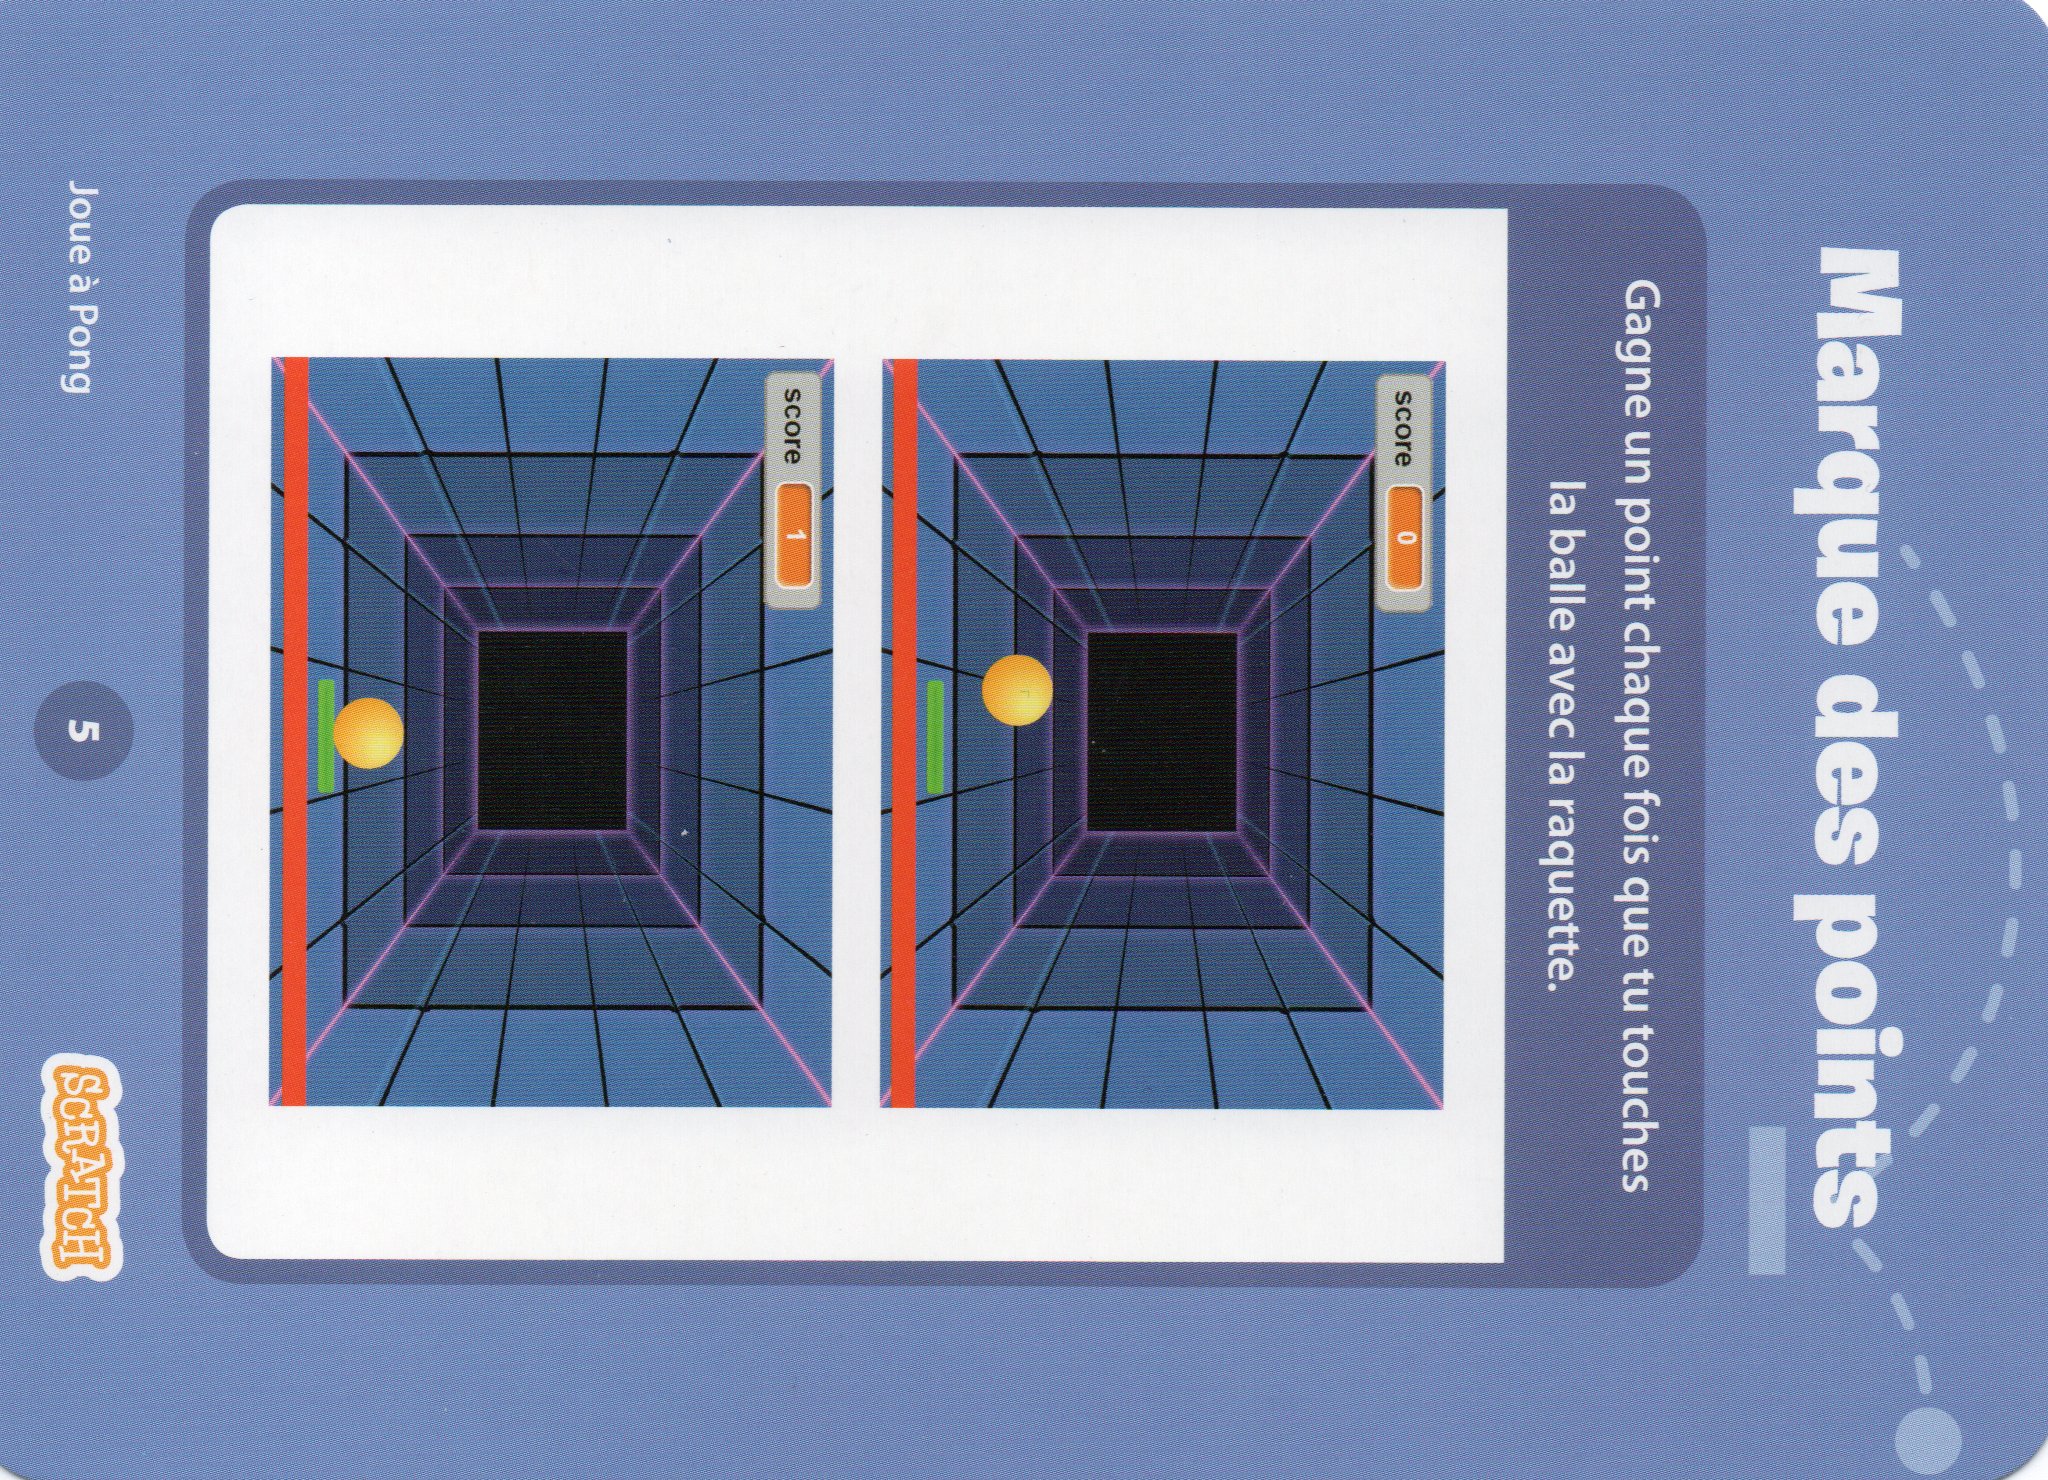 Marque des points
Gagne un point chaque fois que tu touches
la balle avec la raquette.
score 0
score 1
Joue à Pong
5
SCRATCH